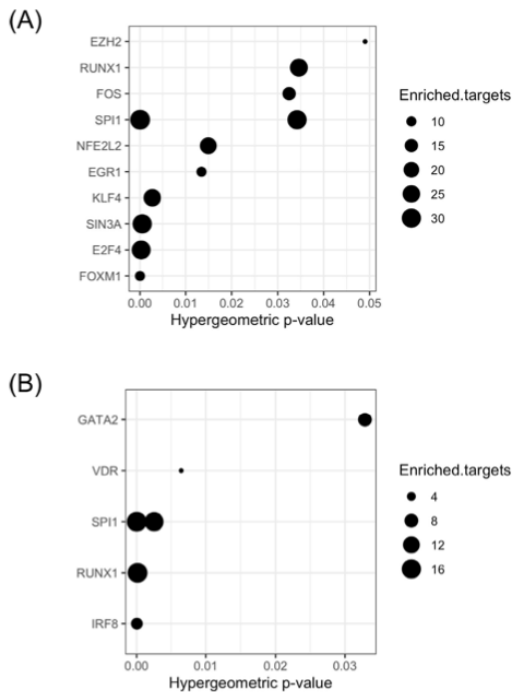 (A)
EZH2
RUNX1
FOS
SPI1
NFE2L2
EGR1
KLF4
SIN3A
E2F4
FOXM1
0.00 0.01 0.02 0.03 0.04 0.05
Hypergeometric p-value
Enriched.targets
10
15
20
25
30
(B)
GATA2
VDR
SPI1
RUNX1
IRF8
0.00 0.01 0.02 0.03
Hypergeometric p-value
Enriched.targets
4
8
12
16